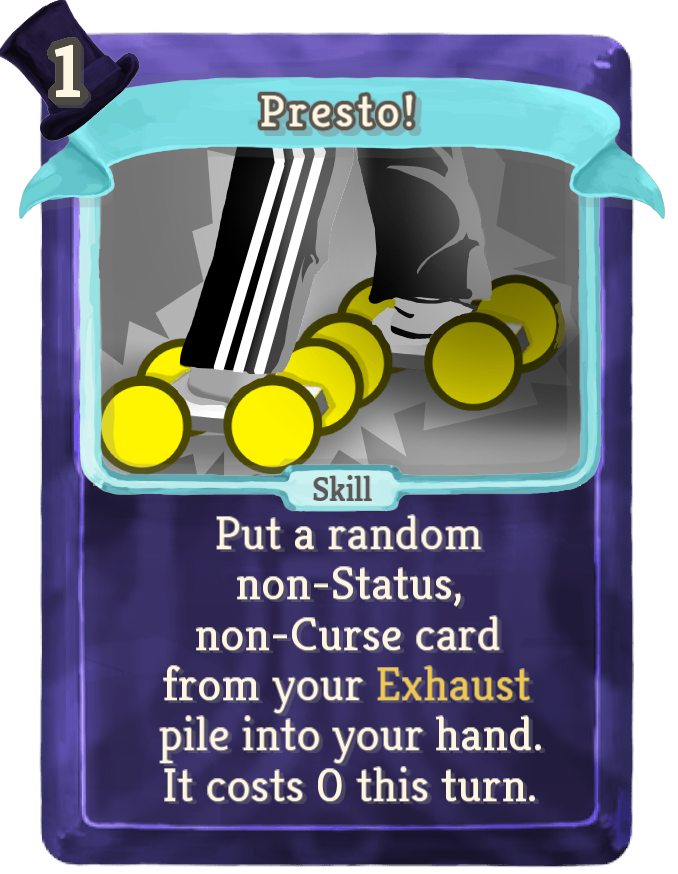 1
Presto!
Skill
Put a random
non-Status,
non-Curse card
from your Exhaust
pile into your hand.
It costs 0 this turn.